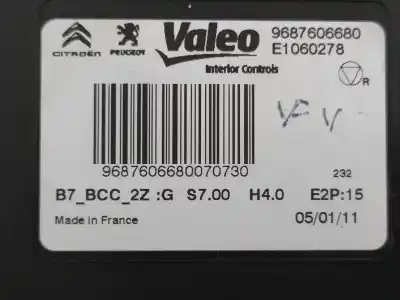 CITROËN
PEUGEOT
Valeo
9687606680
E1060278
Interior Controls
R
9687606680070730
232
B7_BCC_2Z :G S7.00 H4.0 E2P:15
Made in France
05/01/11